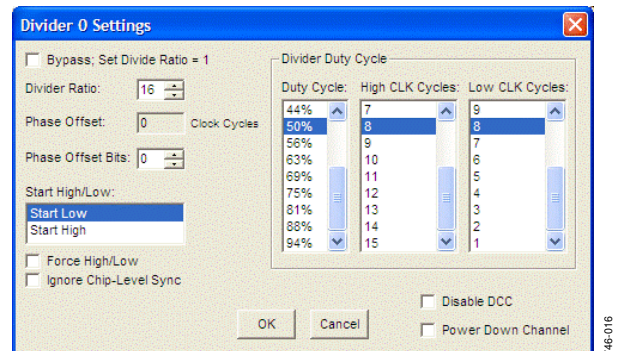 Divider 0 Settings
Bypass; Set Divide Ratio = 1
Divider Ratio: 16
Phase Offset: 0 Clock Cycles
Phase Offset Bits: 0
Start High/Low:
Start Low
Start High
Force High/Low
Ignore Chip-Level Sync
Divider Duty Cycle
Duty Cycle: High CLK Cycles: Low CLK Cycles:
44% 7 9
50% 8 8
56% 9 7
63% 10 6
69% 11 5
75% 12 4
81% 13 3
88% 14 2
94% 15 1
Disable DCC
OK Cancel Power Down Channel
46-016